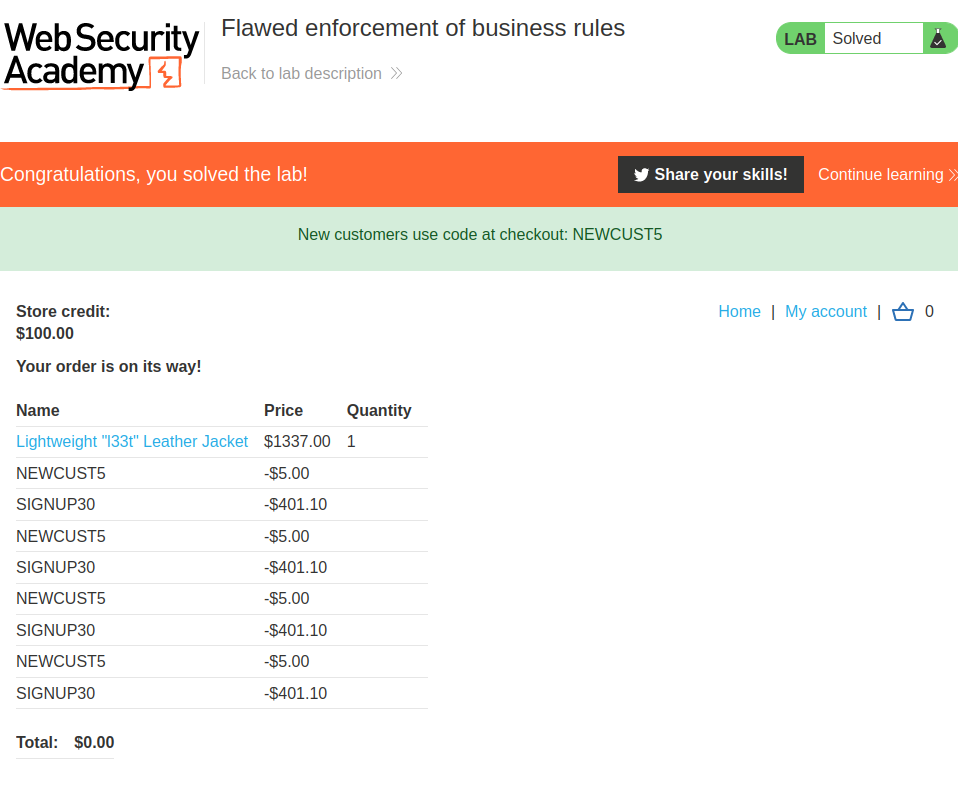 Web Security
Academy
Flawed enforcement of business rules
Back to lab description
LAB Solved
Congratulations, you solved the lab!
Share your skills!
Continue learning
New customers use code at checkout: NEWCUST5
Store credit:
$100.00
Home | My account | 0
Your order is on its way!
Name Price Quantity
Lightweight "l33t" Leather Jacket $1337.00 1
NEWCUST5 -$5.00
SIGNUP30 -$401.10
NEWCUST5 -$5.00
SIGNUP30 -$401.10
NEWCUST5 -$5.00
SIGNUP30 -$401.10
NEWCUST5 -$5.00
SIGNUP30 -$401.10
Total: $0.00